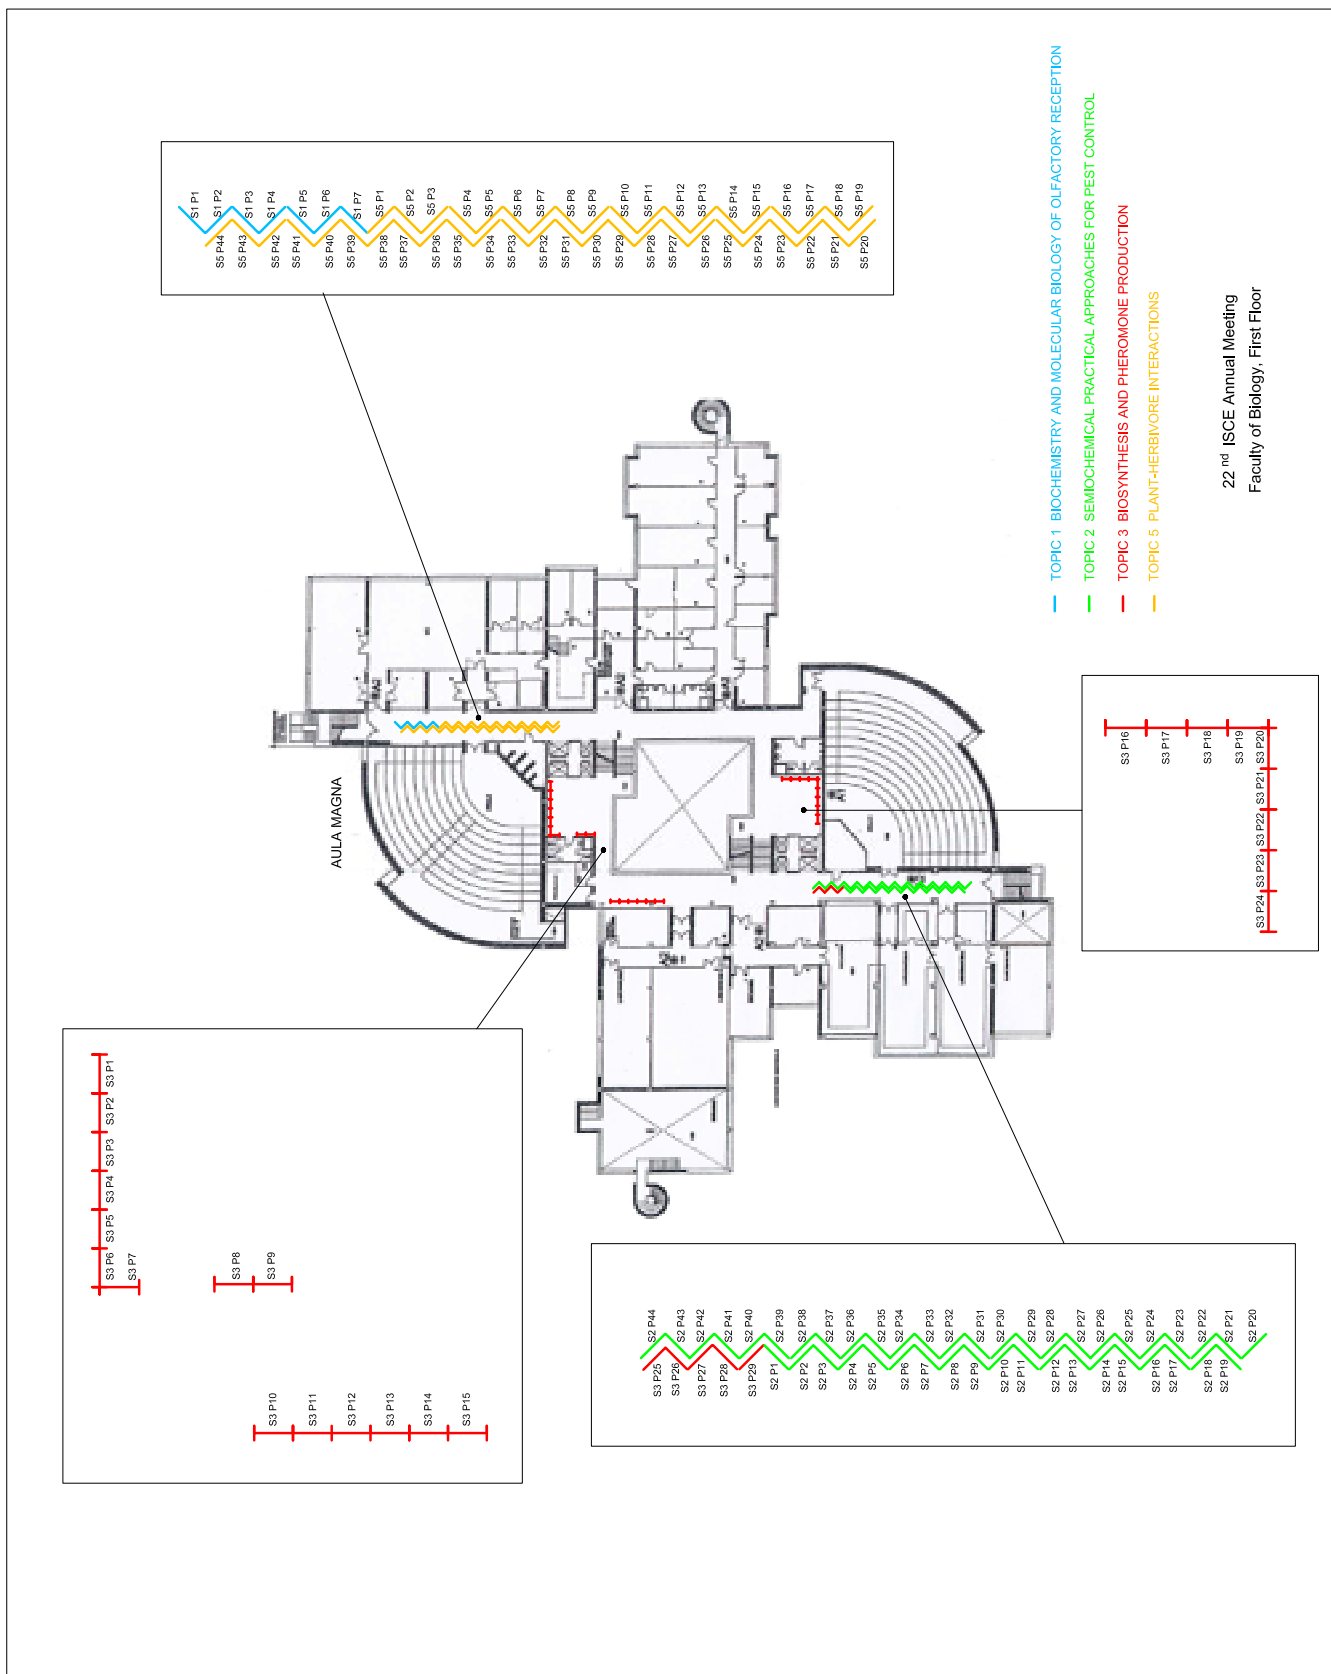 S1 P1
S1 P2
S1 P3
S1 P4
S1 P5
S1 P6
S1 P7
S5 P1
S5 P2
S5 P3
S5 P4
S5 P5
S5 P6
S5 P7
S5 P8
S5 P9
S5 P10
S5 P11
S5 P12
S5 P13
S5 P14
S5 P15
S5 P16
S5 P17
S5 P18
S5 P19
S5 P44
S5 P43
S5 P42
S5 P41
S5 P40
S5 P39
S5 P38
S5 P37
S5 P36
S5 P35
S5 P34
S5 P33
S5 P32
S5 P31
S5 P30
S5 P29
S5 P28
S5 P27
S5 P26
S5 P25
S5 P24
S5 P23
S5 P22
S5 P21
S5 P20
TOPIC 1 BIOCHEMISTRY AND MOLECULAR BIOLOGY OF OLFACTORY RECEPTION
TOPIC 2 SEMIOCHEMICAL PRACTICAL APPROACHES FOR PEST CONTROL
TOPIC 3 BIOSYNTHESIS AND PHEROMONE PRODUCTION
TOPIC 5 PLANT-HERBIVORE INTERACTIONS
22 nd ISCE Annual Meeting
Faculty of Biology, First Floor
AULA MAGNA
S3 P16
S3 P17
S3 P18
S3 P19
S3 P20
S3 P21
S3 P22
S3 P23
S3 P24
S3 P1
S3 P2
S3 P3
S3 P4
S3 P5
S3 P6
S3 P7
S3 P8
S3 P9
S3 P10
S3 P11
S3 P12
S3 P13
S3 P14
S3 P15
S2 P44
S2 P43
S2 P42
S2 P41
S2 P40
S2 P39
S2 P38
S2 P37
S2 P36
S2 P35
S2 P34
S2 P33
S2 P32
S2 P31
S2 P30
S2 P29
S2 P28
S2 P27
S2 P26
S2 P25
S2 P24
S2 P23
S2 P22
S2 P21
S2 P20
S3 P25
S3 P26
S3 P27
S3 P28
S3 P29
S2 P1
S2 P2
S2 P3
S2 P4
S2 P5
S2 P6
S2 P7
S2 P8
S2 P9
S2 P10
S2 P11
S2 P12
S2 P13
S2 P14
S2 P15
S2 P16
S2 P17
S2 P18
S2 P19